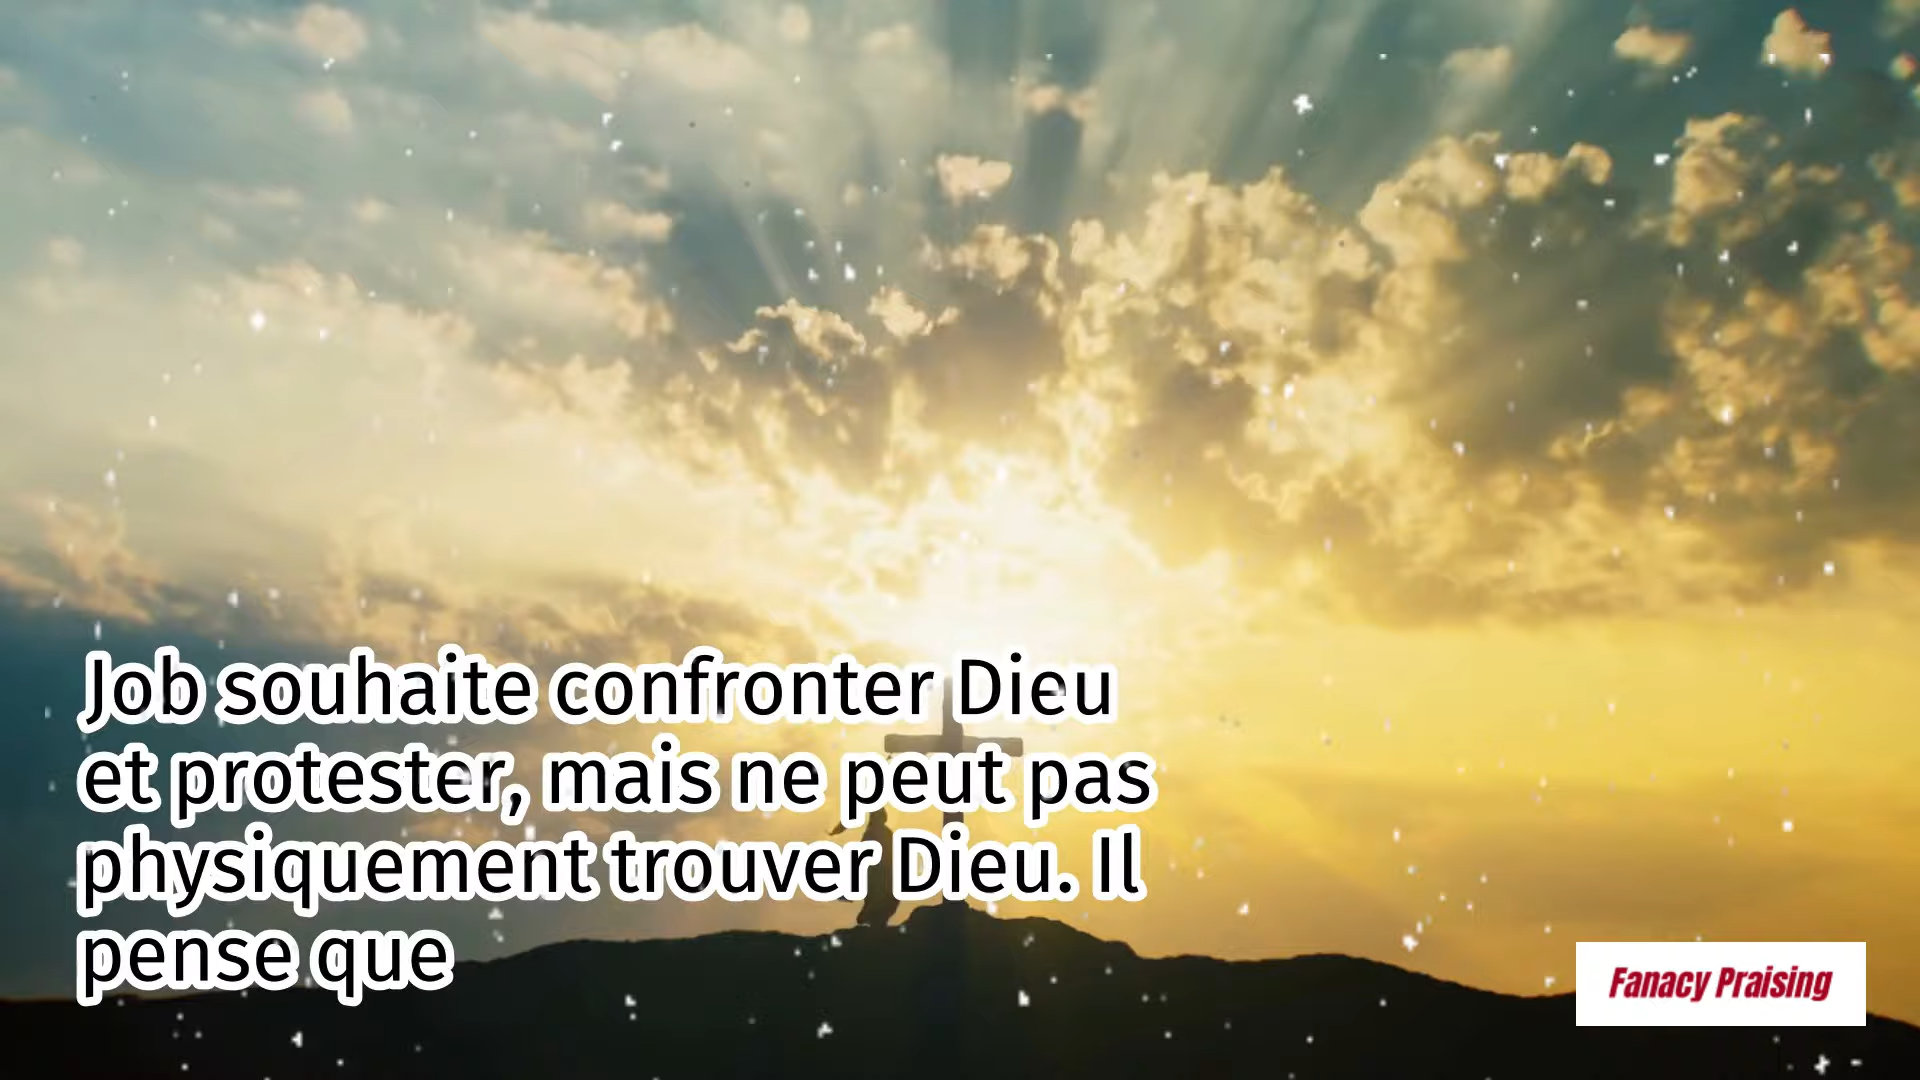 Job souhaite confronter Dieu
et protester, mais ne peut pas
physiquement trouver Dieu. Il
pense que
Fanacy Praising